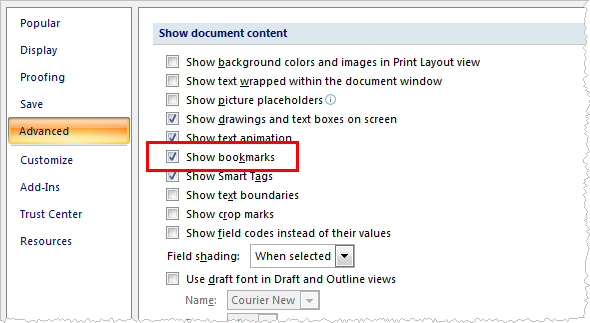 Popular
Display
Proofing
Save
Advanced
Customize
Add-Ins
Trust Center
Resources
Show document content
Show background colors and images in Print Layout view
Show text wrapped within the document window
Show picture placeholders
Show drawings and text boxes on screen
Show text animation
Show bookmarks
Show Smart Tags
Show text boundaries
Show crop marks
Show field codes instead of their values
Field shading: When selected
Use draft font in Draft and Outline views
Name: Courier New